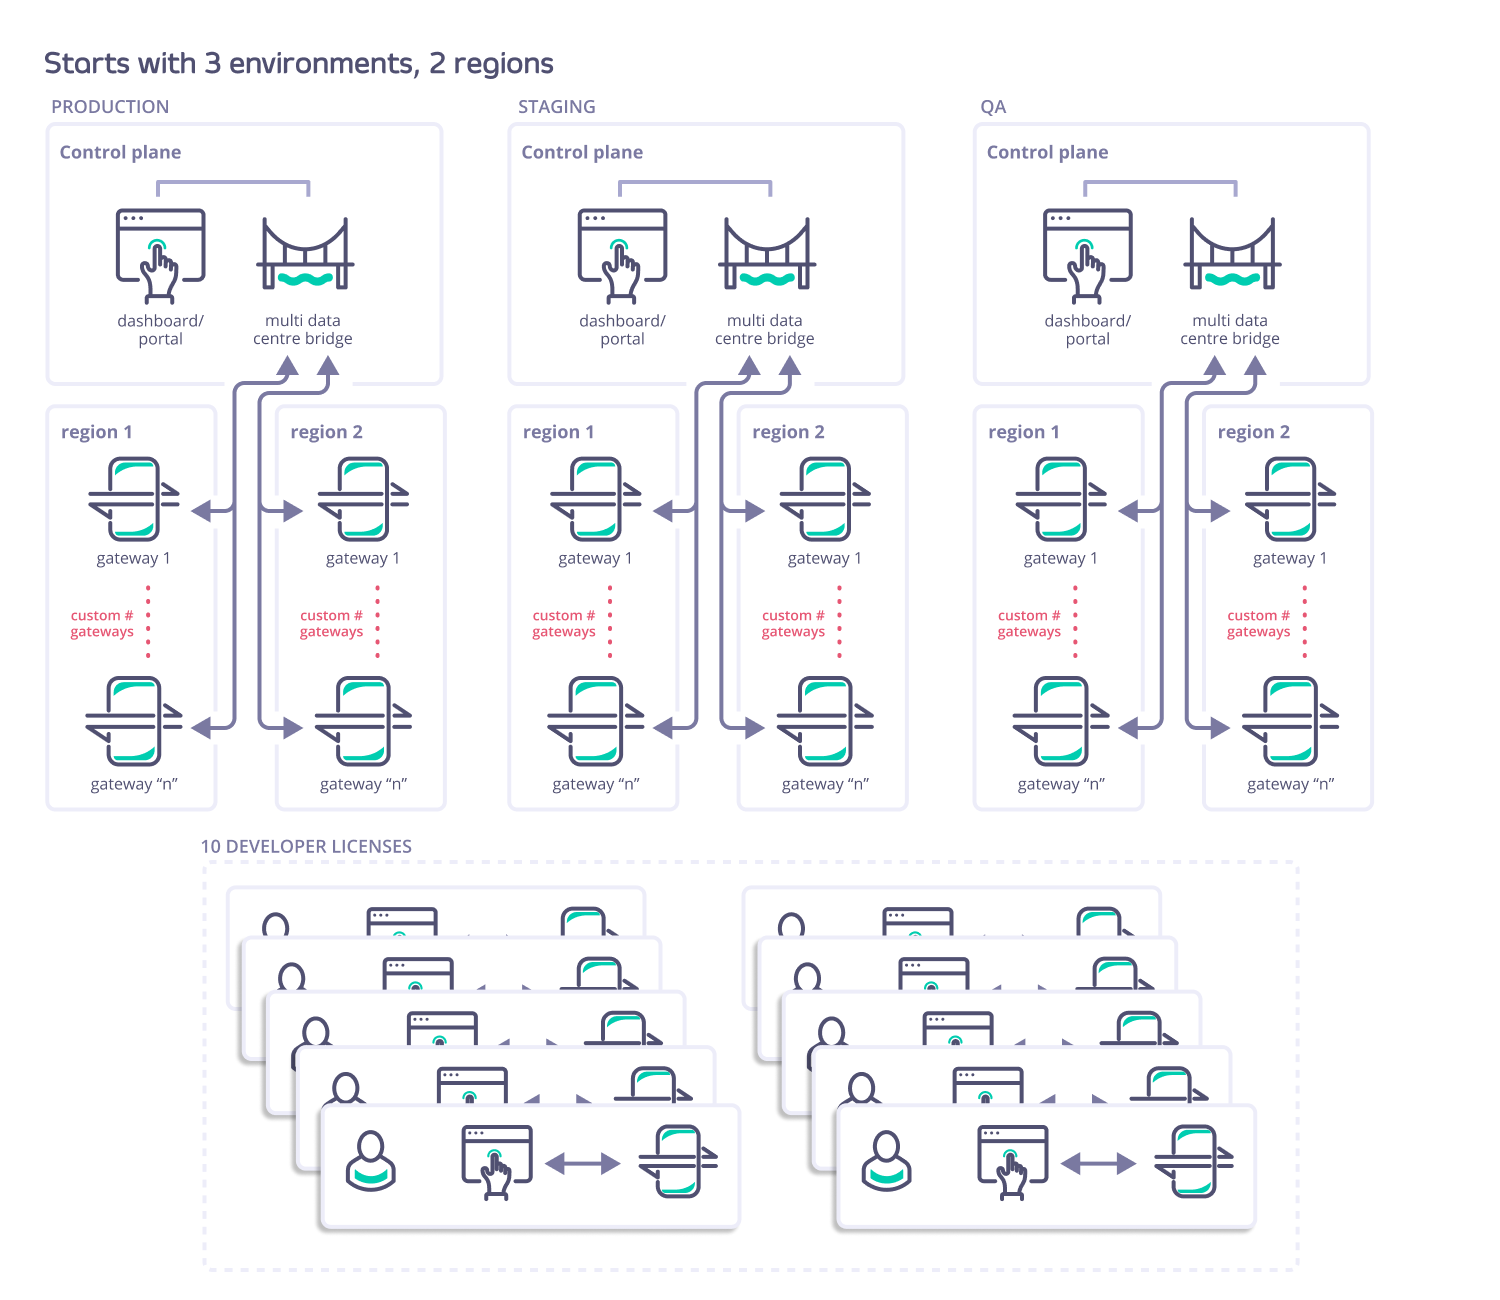 Starts with 3 environments, 2 regions
PRODUCTION
Control plane
dashboard/
portal
multi data
centre bridge
region 1
gateway 1
custom #
gateways
gateway “n”
region 2
gateway 1
custom #
gateways
gateway “n”
STAGING
Control plane
dashboard/
portal
multi data
centre bridge
region 1
gateway 1
custom #
gateways
gateway “n”
region 2
gateway 1
custom #
gateways
gateway “n”
QA
Control plane
dashboard/
portal
multi data
centre bridge
region 1
gateway 1
custom #
gateways
gateway “n”
region 2
gateway 1
custom #
gateways
gateway “n”
10 DEVELOPER LICENSES